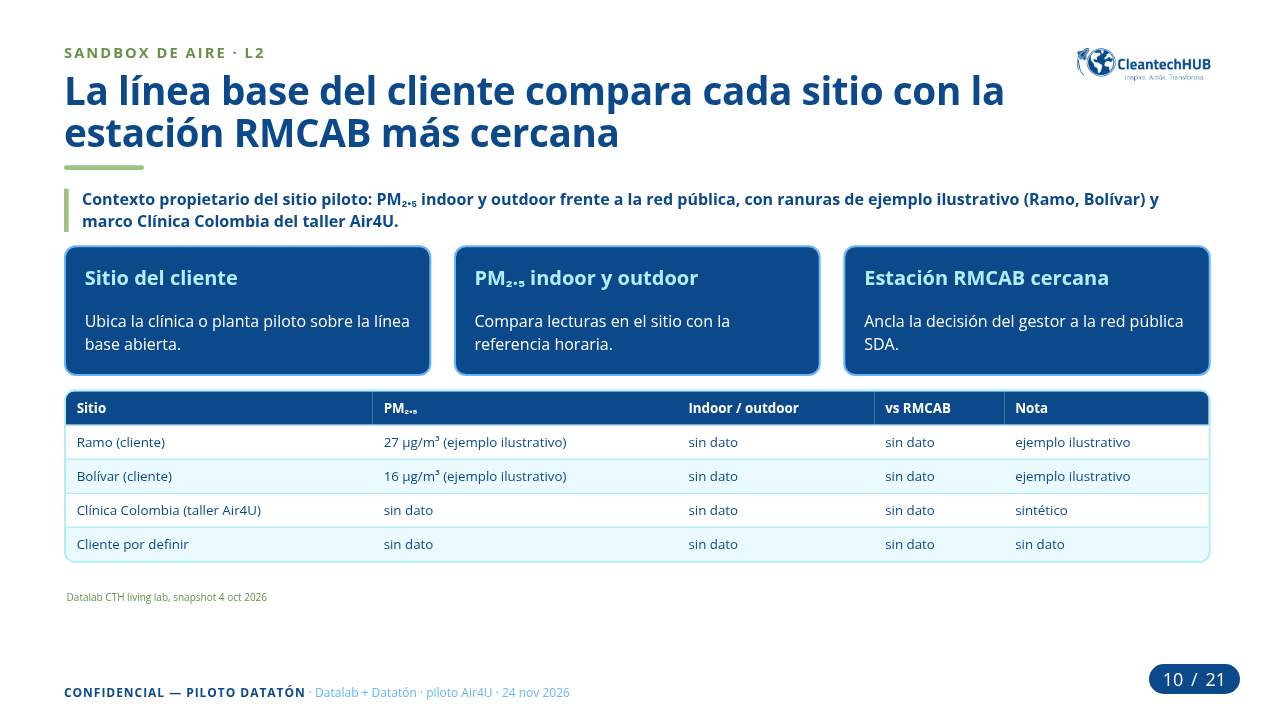 SANDBOX DE AIRE · L2
CleantechHUB
Inspira. Actúa. Transforma.
La línea base del cliente compara cada sitio con la
estación RMCAB más cercana
Contexto propietario del sitio piloto: PM₂.₅ indoor y outdoor frente a la red pública, con ranuras de ejemplo ilustrativo (Ramo, Bolívar) y
marco Clínica Colombia del taller Air4U.
Sitio del cliente
Ubica la clínica o planta piloto sobre la línea
base abierta.
PM₂.₅ indoor y outdoor
Compara lecturas en el sitio con la
referencia horaria.
Estación RMCAB cercana
Ancla la decisión del gestor a la red pública
SDA.
Sitio PM₂.₅ Indoor / outdoor vs RMCAB Nota
Ramo (cliente) 27 µg/m³ (ejemplo ilustrativo) sin dato sin dato ejemplo ilustrativo
Bolívar (cliente) 16 µg/m³ (ejemplo ilustrativo) sin dato sin dato ejemplo ilustrativo
Clínica Colombia (taller Air4U) sin dato sin dato sin dato sintético
Cliente por definir sin dato sin dato sin dato sin dato
Datalab CTH living lab, snapshot 4 oct 2026
CONFIDENCIAL — PILOTO DATATÓN · Datalab + Datatón · piloto Air4U · 24 nov 2026
10 / 21